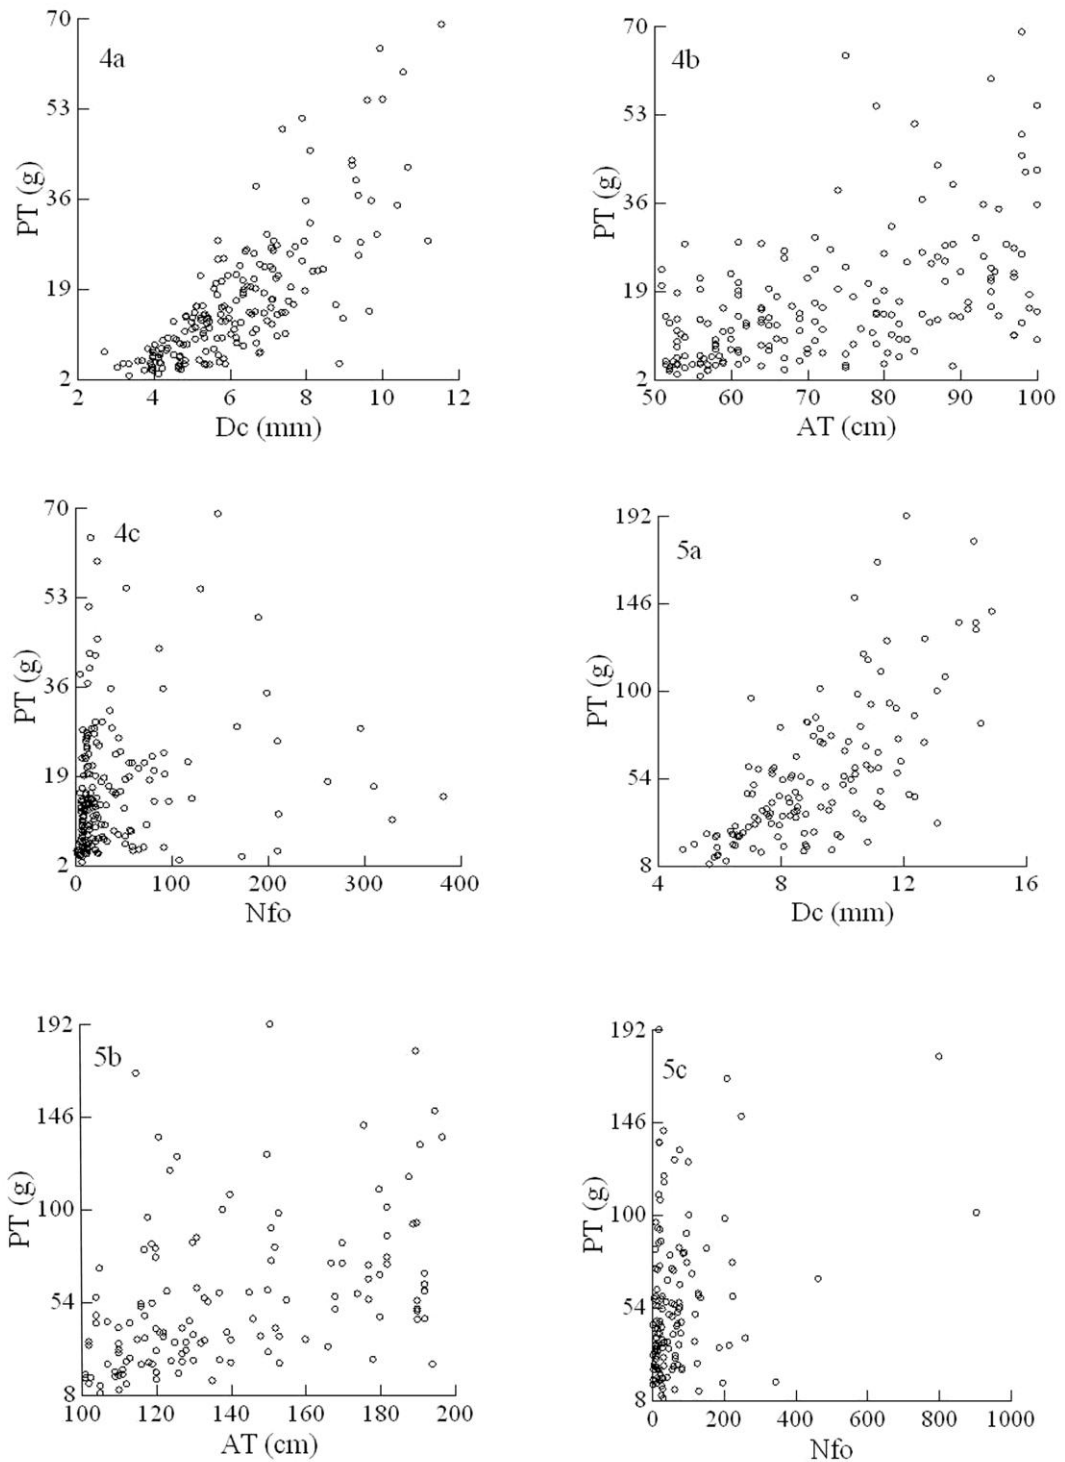 4a
70
53
36
19
2
PT (g)
2 4 6 8 10 12
Dc (mm)
4b
70
53
36
19
2
PT (g)
50 60 70 80 90 100
AT (cm)
4c
70
53
36
19
2
PT (g)
0 100 200 300 400
Nfo
5a
192
146
100
54
8
PT (g)
4 8 12 16
Dc (mm)
5b
192
146
100
54
8
PT (g)
100 120 140 160 180 200
AT (cm)
5c
192
146
100
54
8
PT (g)
0 200 400 600 800 1000
Nfo